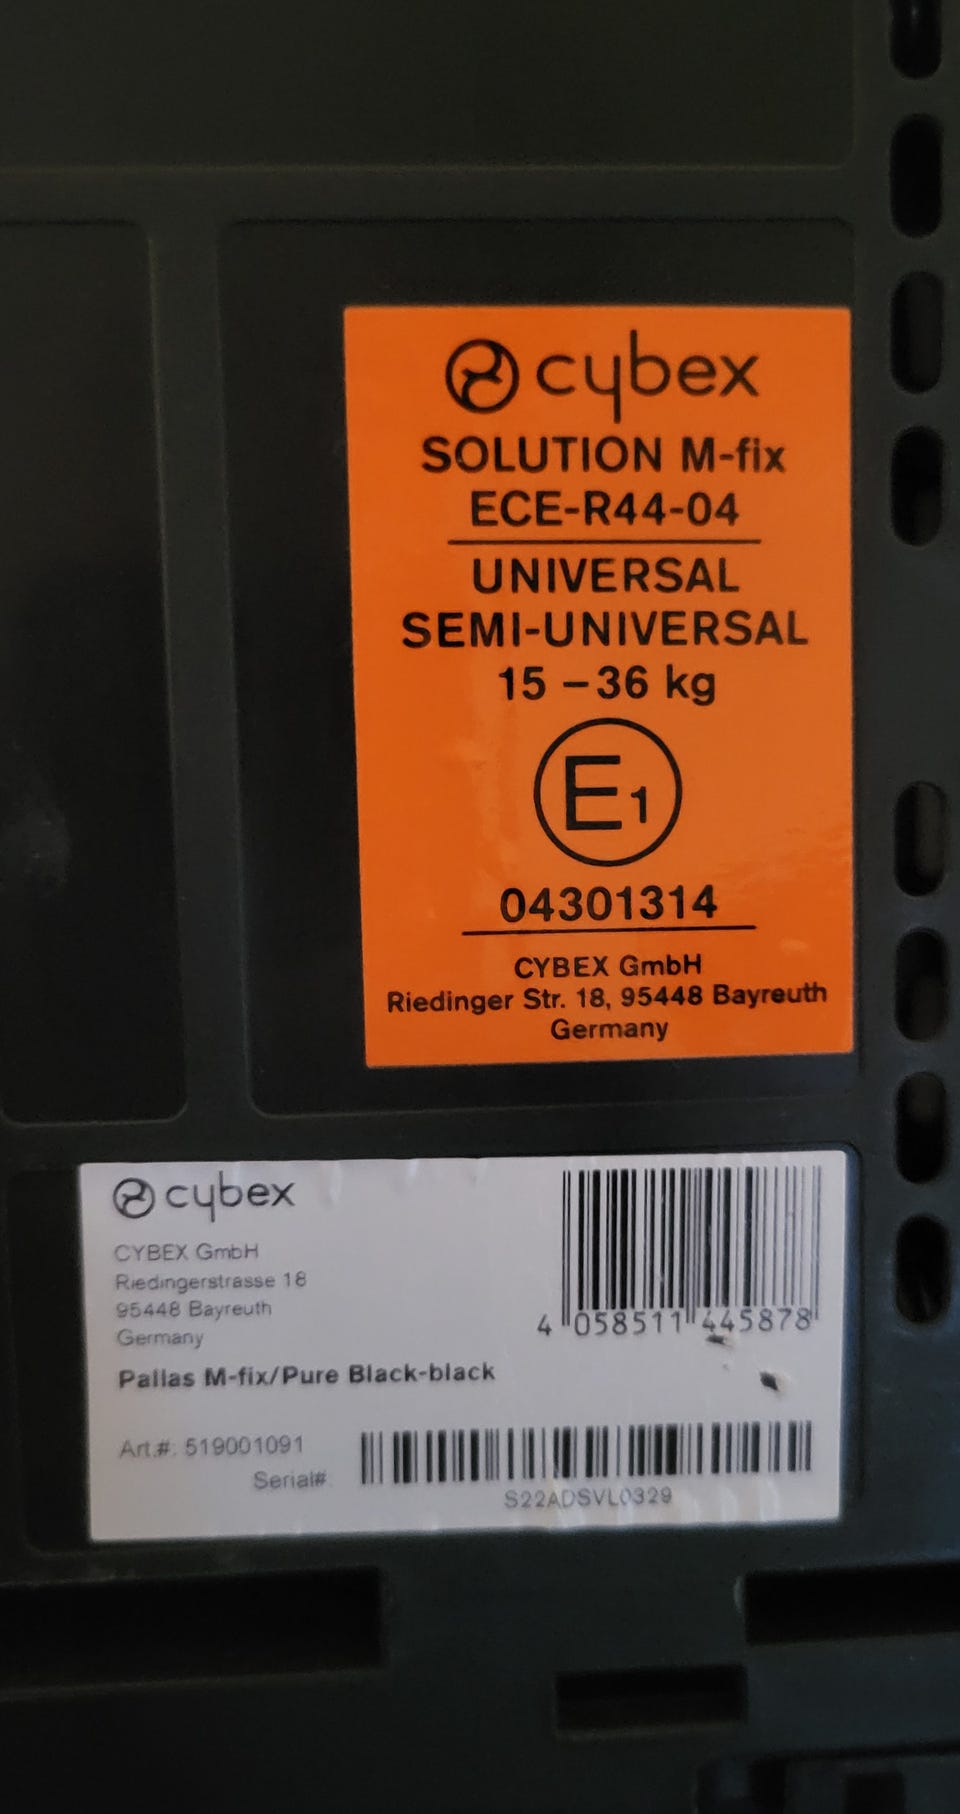 cybex
SOLUTION M-fix
ECE-R44-04
UNIVERSAL
SEMI-UNIVERSAL
15 – 36 kg
E1
04301314
CYBEX GmbH
Riedinger Str. 18, 95448 Bayreuth
Germany
cybex
CYBEX GmbH
Riedingerstrasse 18
95448 Bayreuth
Germany
4 058511 445878
Pallas M-fix/Pure Black-black
Art.#: 519001091
Serial#
S22ADSVL0329